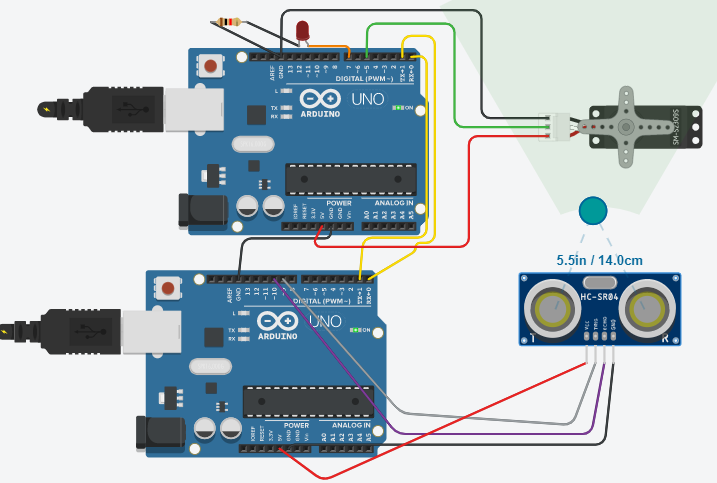 AREF
GND
13
12
~11
~10
~9
8
7
~6
~5
4
~3
2
TX→1
RX←0
DIGITAL (PWM~)
L
TX
RX
UNO
ARDUINO
ON
POWER
ANALOG IN
IOREF
RESET
3.3V
5V
GND
GND
Vin
A0
A1
A2
A3
A4
A5
SM-S2309S
5.5in / 14.0cm
HC-SR04
T
R
VCC
TRIG
ECHO
GND
AREF
GND
13
12
~11
~10
7
~6
~5
4
~3
2
TX→1
RX←0
DIGITAL (PWM~)
L
TX
RX
UNO
ARDUINO
ON
POWER
ANALOG IN
IOREF
RESET
3.3V
5V
GND
GND
Vin
A0
A1
A2
A3
A4
A5